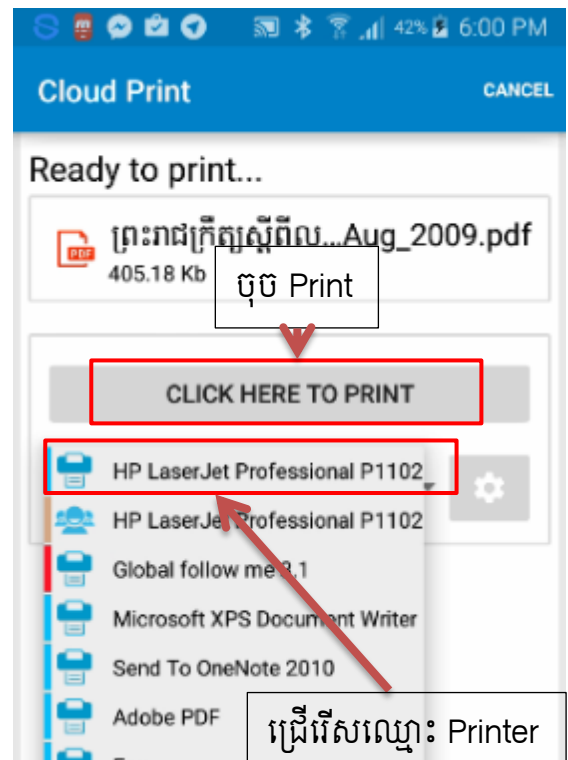 42% 6:00 PM
Cloud Print CANCEL
Ready to print...
ព្រះរាជក្រឹត្យស្តីពីល...Aug_2009.pdf
405.18 Kb
ចុច Print
CLICK HERE TO PRINT
HP LaserJet Professional P1102
HP LaserJet Professional P1102
Global follow me 3.1
Microsoft XPS Document Writer
Send To OneNote 2010
Adobe PDF
ជ្រើរើសឈ្មោះ Printer